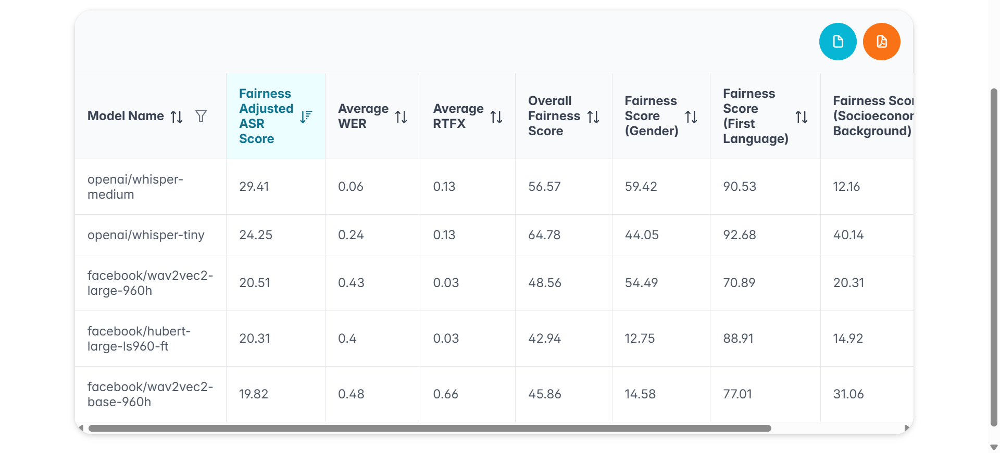 Model Name
Fairness
Adjusted
ASR
Score
Average
WER
Average
RTFX
Overall
Fairness
Score
Fairness
Score
(Gender)
Fairness
Score
(First
Language)
Fairness Scor
(Socioeconor
Background)
openai/whisper-
medium
29.41
0.06
0.13
56.57
59.42
90.53
12.16
openai/whisper-tiny
24.25
0.24
0.13
64.78
44.05
92.68
40.14
facebook/wav2vec2-
large-960h
20.51
0.43
0.03
48.56
54.49
70.89
20.31
facebook/hubert-
large-ls960-ft
20.31
0.4
0.03
42.94
12.75
88.91
14.92
facebook/wav2vec2-
base-960h
19.82
0.48
0.66
45.86
14.58
77.01
31.06